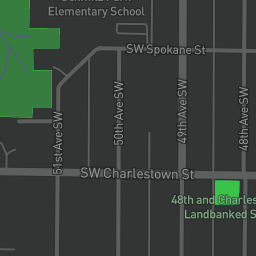 Elementary School
SW Spokane St
51st Ave SW
50th Ave SW
49th Ave SW
48th Ave SW
SW Charlestown St
48th and Charles
Landbanked S